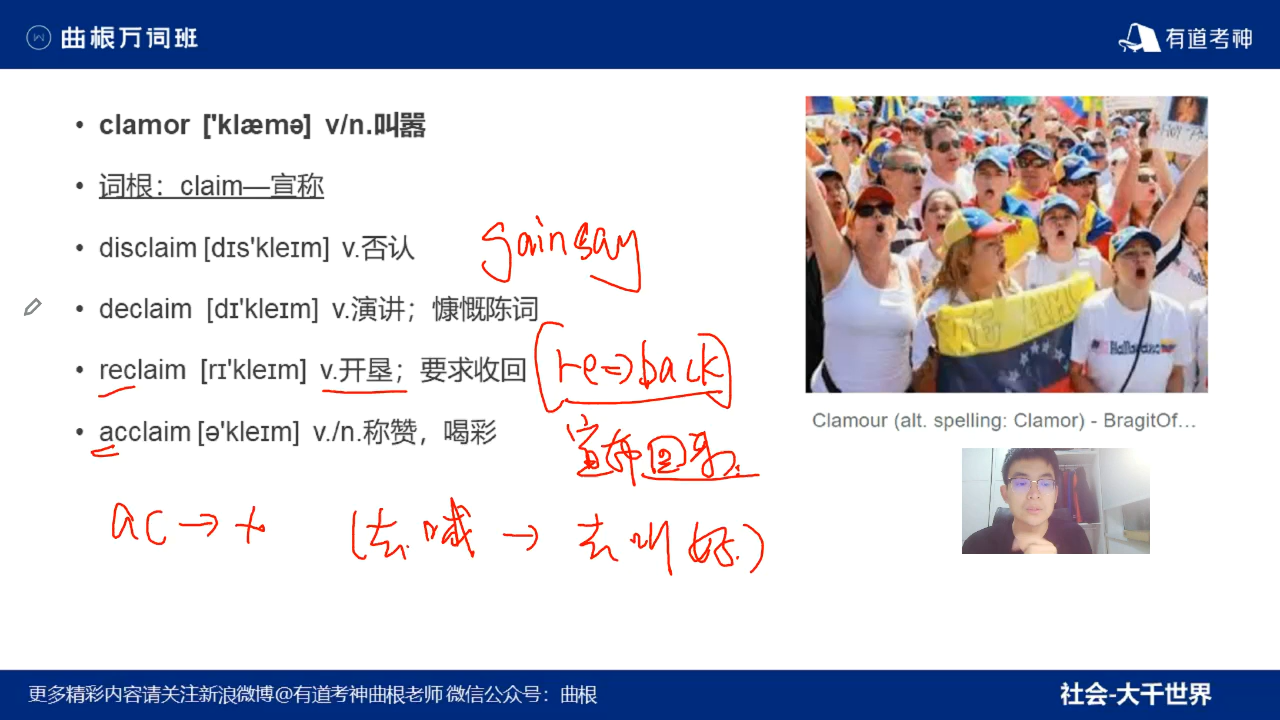 曲根万词班
有道考神
• clamor ['klæmə] v/n.叫嚣
• 词根：claim—宣称
• disclaim [dɪs'kleɪm] v.否认
gainsay
• declaim [dɪ'kleɪm] v.演讲；慷慨陈词
• reclaim [rɪ'kleɪm] v.开垦；要求收回
re⇒back
• acclaim [ə'kleɪm] v./n.称赞，喝彩
宣布回来
ac → to
(去喊 → 去叫好)
Clamour (alt. spelling: Clamor) - BragitOf...
更多精彩内容请关注新浪微博@有道考神曲根老师 微信公众号：曲根
社会-大千世界